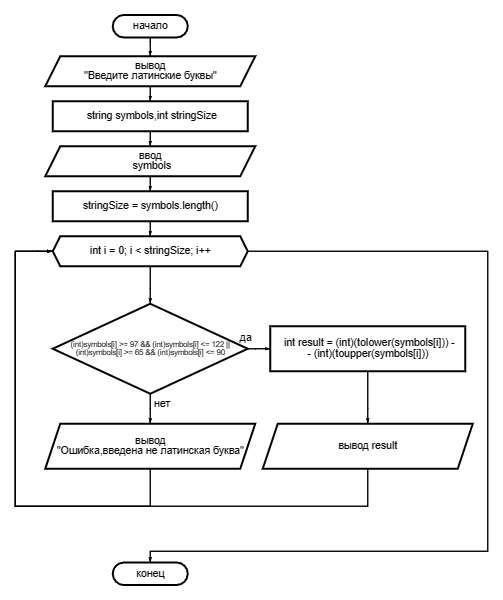 начало
вывод
"Введите латинские буквы"
string symbols,int stringSize
ввод
symbols
stringSize = symbols.length()
int i = 0; i < stringSize; i++
(int)symbols[i] >= 97 && (int)symbols[i] <= 122 ||
(int)symbols[i] >= 65 && (int)symbols[i] <= 90
да
int result = (int)(tolower(symbols[i])) -
- (int)(toupper(symbols[i]))
нет
вывод
"Ошибка,введена не латинская буква"
вывод result
конец